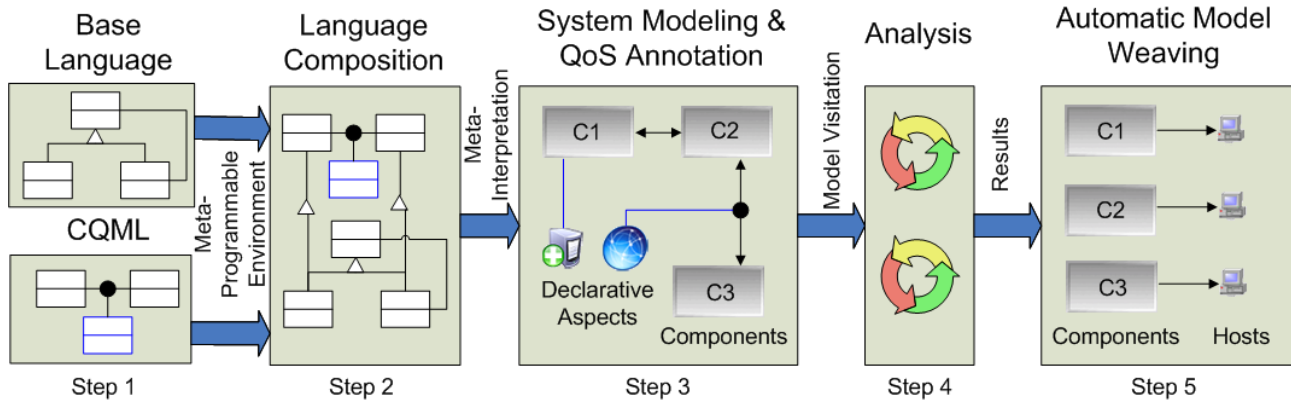 Base
Language
CQML
Step 1
Meta-
Programmable
Environment
Language
Composition
Step 2
Meta-
Interpretation
System Modeling &
QoS Annotation
C1
C2
C3
Declarative
Aspects
Components
Step 3
Model Visitation
Analysis
Step 4
Results
Automatic Model
Weaving
C1
C2
C3
Components
Hosts
Step 5